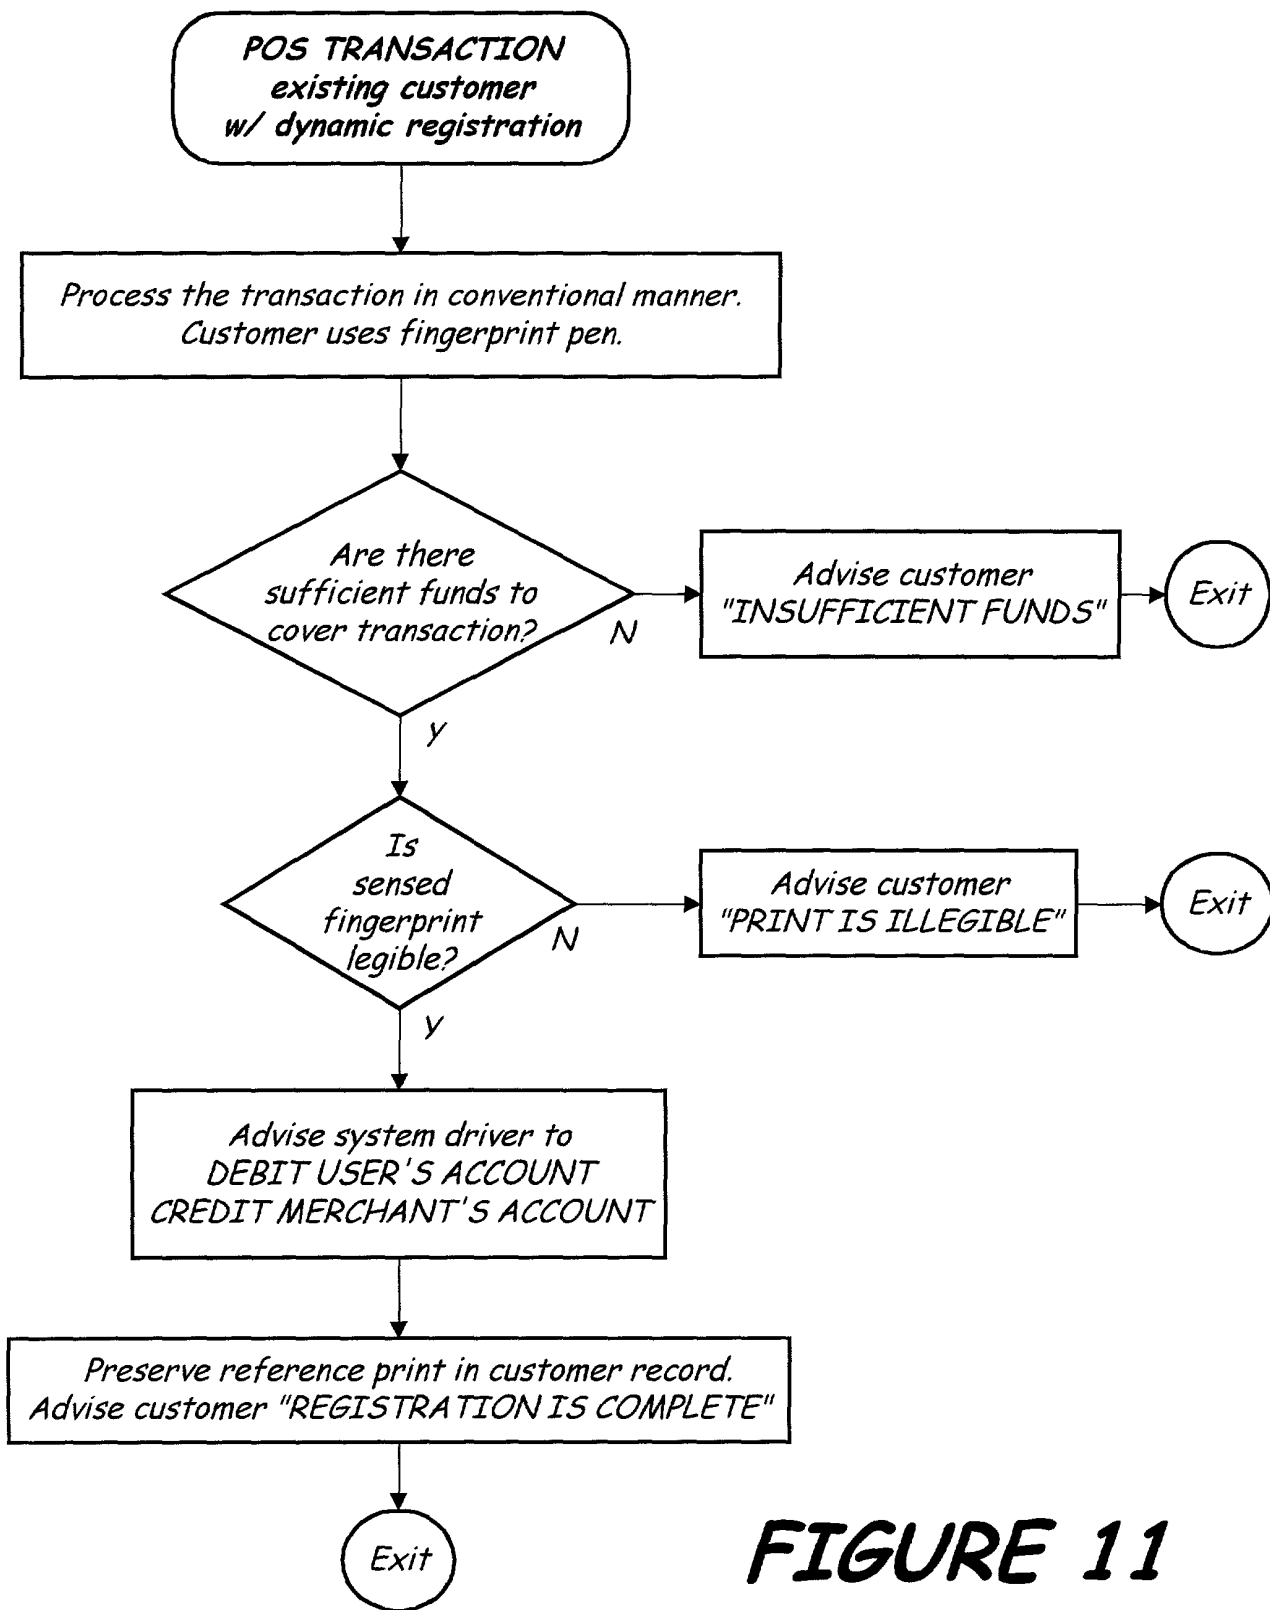 POS TRANSACTION
existing customer
w/ dynamic registration
Process the transaction in conventional manner.
Customer uses fingerprint pen.
Are there
sufficient funds to
cover transaction?
N
Advise customer
"INSUFFICIENT FUNDS"
Exit
Y
Is
sensed
fingerprint
legible?
N
Advise customer
"PRINT IS ILLEGIBLE"
Exit
Y
Advise system driver to
DEBIT USER'S ACCOUNT
CREDIT MERCHANT'S ACCOUNT
Preserve reference print in customer record.
Advise customer "REGISTRATION IS COMPLETE"
Exit
FIGURE 11